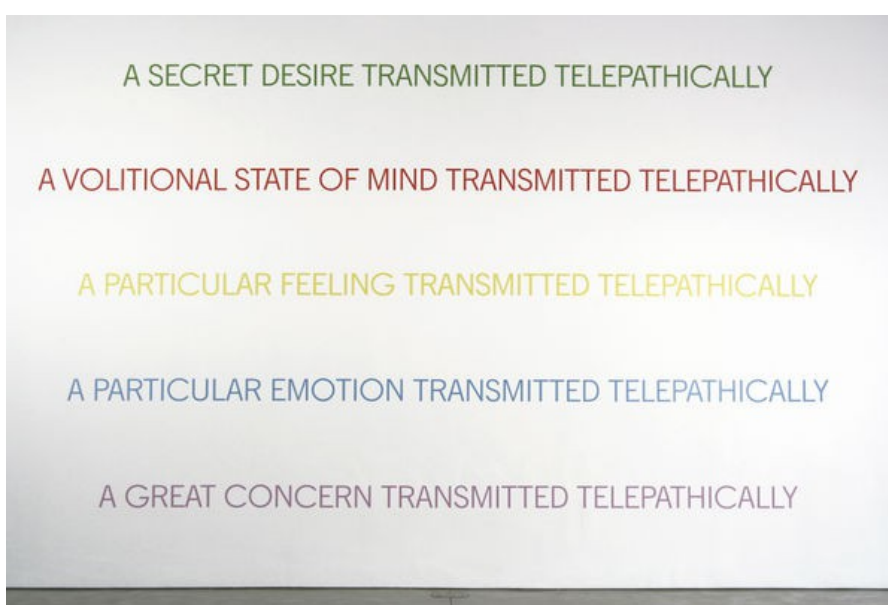 A SECRET DESIRE TRANSMITTED TELEPATHICALLY
A VOLITIONAL STATE OF MIND TRANSMITTED TELEPATHICALLY
A PARTICULAR FEELING TRANSMITTED TELEPATHICALLY
A PARTICULAR EMOTION TRANSMITTED TELEPATHICALLY
A GREAT CONCERN TRANSMITTED TELEPATHICALLY